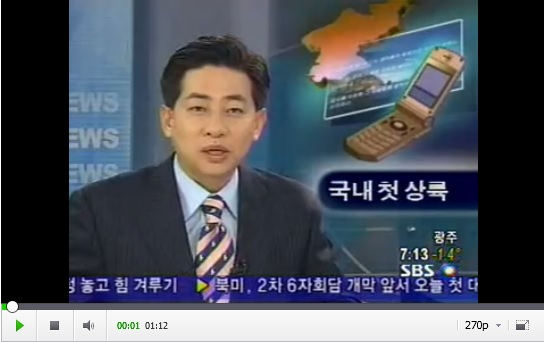 NEWS
NEWS
NEWS
국내 첫 상륙
광주
7:13 -1.4°
SBS
정 놓고 힘 겨루기 ▶ 북미, 2차 6자회담 개막 앞서 오늘 첫 대
00:01 01:12 270p